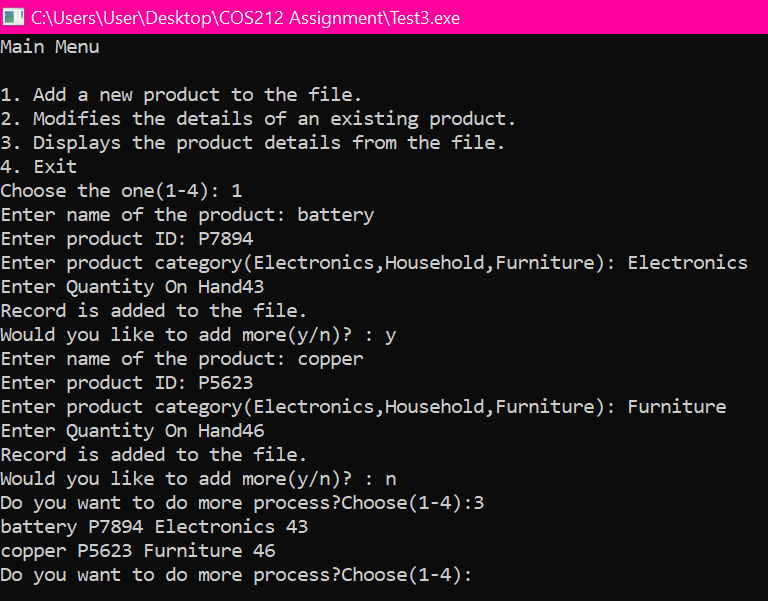 C:\Users\User\Desktop\COS212 Assignment\Test3.exe
Main Menu
1. Add a new product to the file.
2. Modifies the details of an existing product.
3. Displays the product details from the file.
4. Exit
Choose the one(1-4): 1
Enter name of the product: battery
Enter product ID: P7894
Enter product category(Electronics,Household,Furniture): Electronics
Enter Quantity On Hand43
Record is added to the file.
Would you like to add more(y/n)? : y
Enter name of the product: copper
Enter product ID: P5623
Enter product category(Electronics,Household,Furniture): Furniture
Enter Quantity On Hand46
Record is added to the file.
Would you like to add more(y/n)? : n
Do you want to do more process?Choose(1-4):3
battery P7894 Electronics 43
copper P5623 Furniture 46
Do you want to do more process?Choose(1-4):